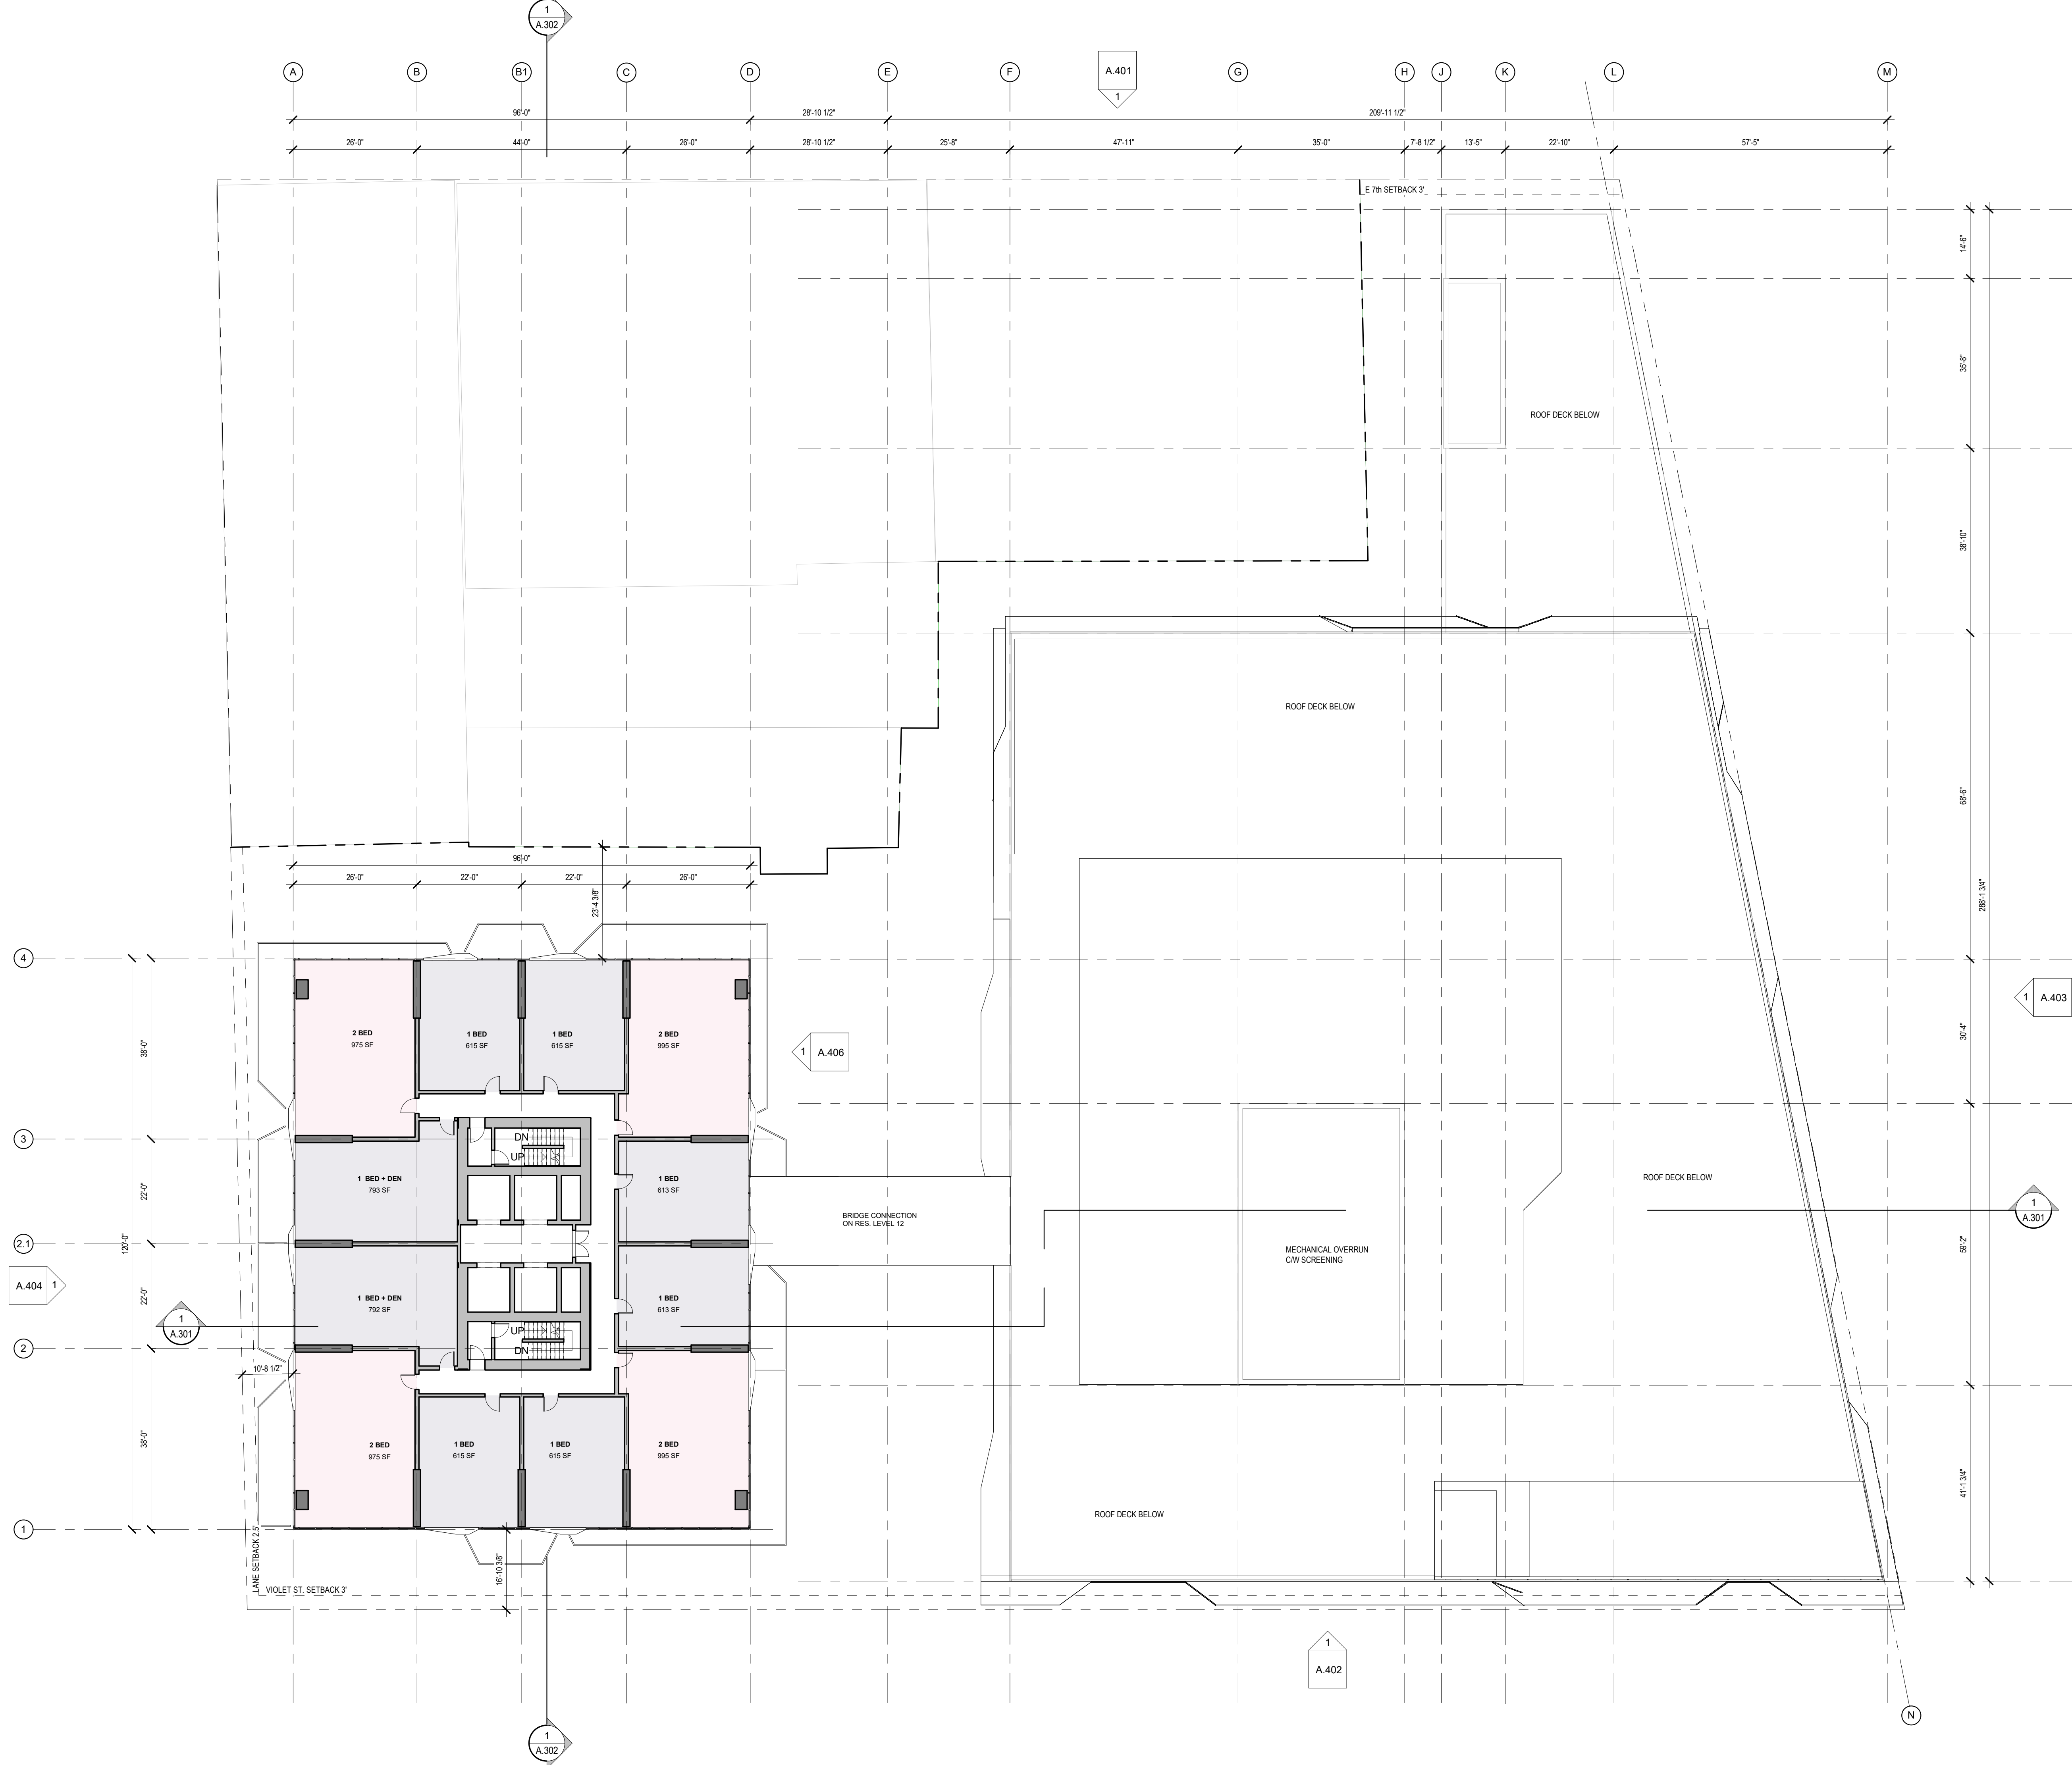 1
A.302
A
B
B1
C
D
E
F
A.401
1
G
H
J
K
L
M
96'-0"
28'-10 1/2"
209'-11 1/2"
26'-0"
44'-0"
26'-0"
28'-10 1/2"
25'-8"
47'-11"
35'-0"
7'-8 1/2"
13'-5"
22'-10"
57'-5"
E 7th SETBACK 3'
14'-6"
35'-8"
ROOF DECK BELOW
38'-10"
ROOF DECK BELOW
68'-6"
96'-0"
26'-0"
22'-0"
22'-0"
26'-0"
23'-4 3/8"
288'-1 3/4"
4
1
A.403
2 BED
975 SF
1 BED
615 SF
1 BED
615 SF
2 BED
995 SF
1
A.406
38'-0"
30'-4"
3
DN
UP
1 BED + DEN
793 SF
1 BED
613 SF
ROOF DECK BELOW
22'-0"
BRIDGE CONNECTION
ON RES. LEVEL 12
1
A.301
2.1
120'-0"
MECHANICAL OVERRUN
C/W SCREENING
59'-2"
A.404
1
22'-0"
1 BED + DEN
792 SF
1 BED
613 SF
1
A.301
UP
DN
2
10'-8 1/2"
38'-0"
2 BED
975 SF
1 BED
615 SF
1 BED
615 SF
2 BED
995 SF
41'-1 3/4"
ROOF DECK BELOW
1
LANE SETBACK 2.5'
16'-10 3/8"
VIOLET ST. SETBACK 3'
1
A.402
N
1
A.302